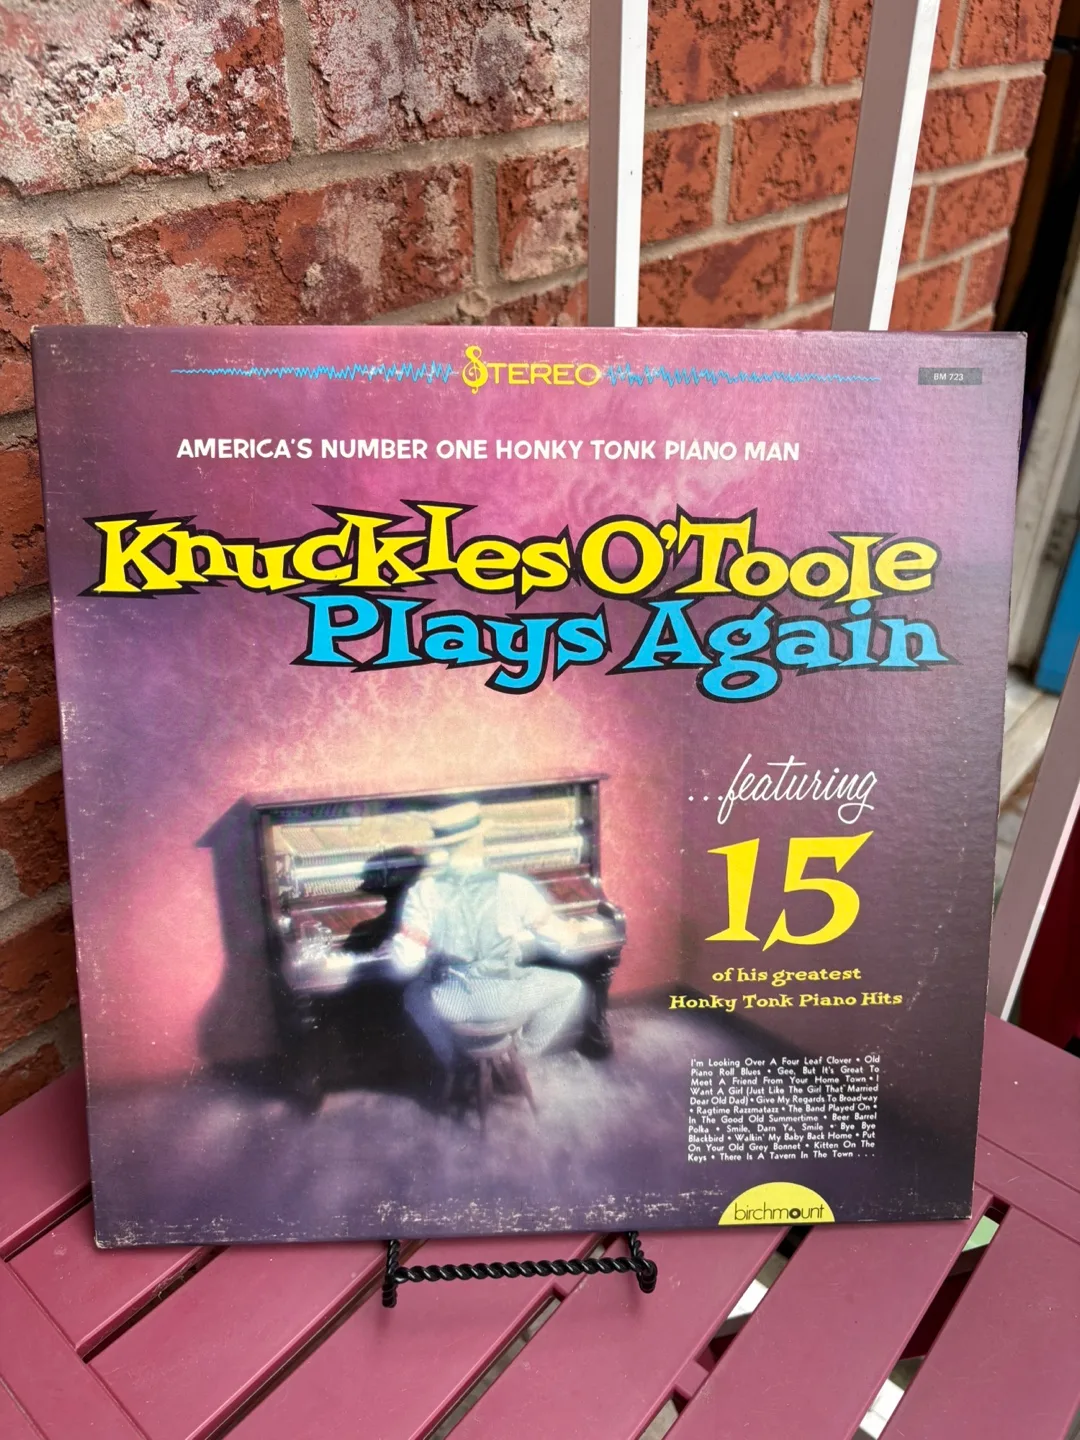 STEREO
BM 723
AMERICA'S NUMBER ONE HONKY TONK PIANO MAN
Knuckles O'Toole
Plays Again
...featuring
15
of his greatest
Honky Tonk Piano Hits
I'm Looking Over A Four Leaf Clover • Old
Piano Roll Blues • Gee, But It's Great To
Meet A Friend From Your Home Town • I
Want A Girl (Just Like The Girl That Married
Dear Old Dad) • Give My Regards To Broadway
• Ragtime Razzmatazz • The Band Played On •
In The Good Old Summertime • Beer Barrel
Polka • Smile, Darn Ya, Smile • Bye Bye
Blackbird • Walkin' My Baby Back Home • Put
On Your Old Grey Bonnet • Kitten On The
Keys • There Is A Tavern In The Town . . .
birchmount